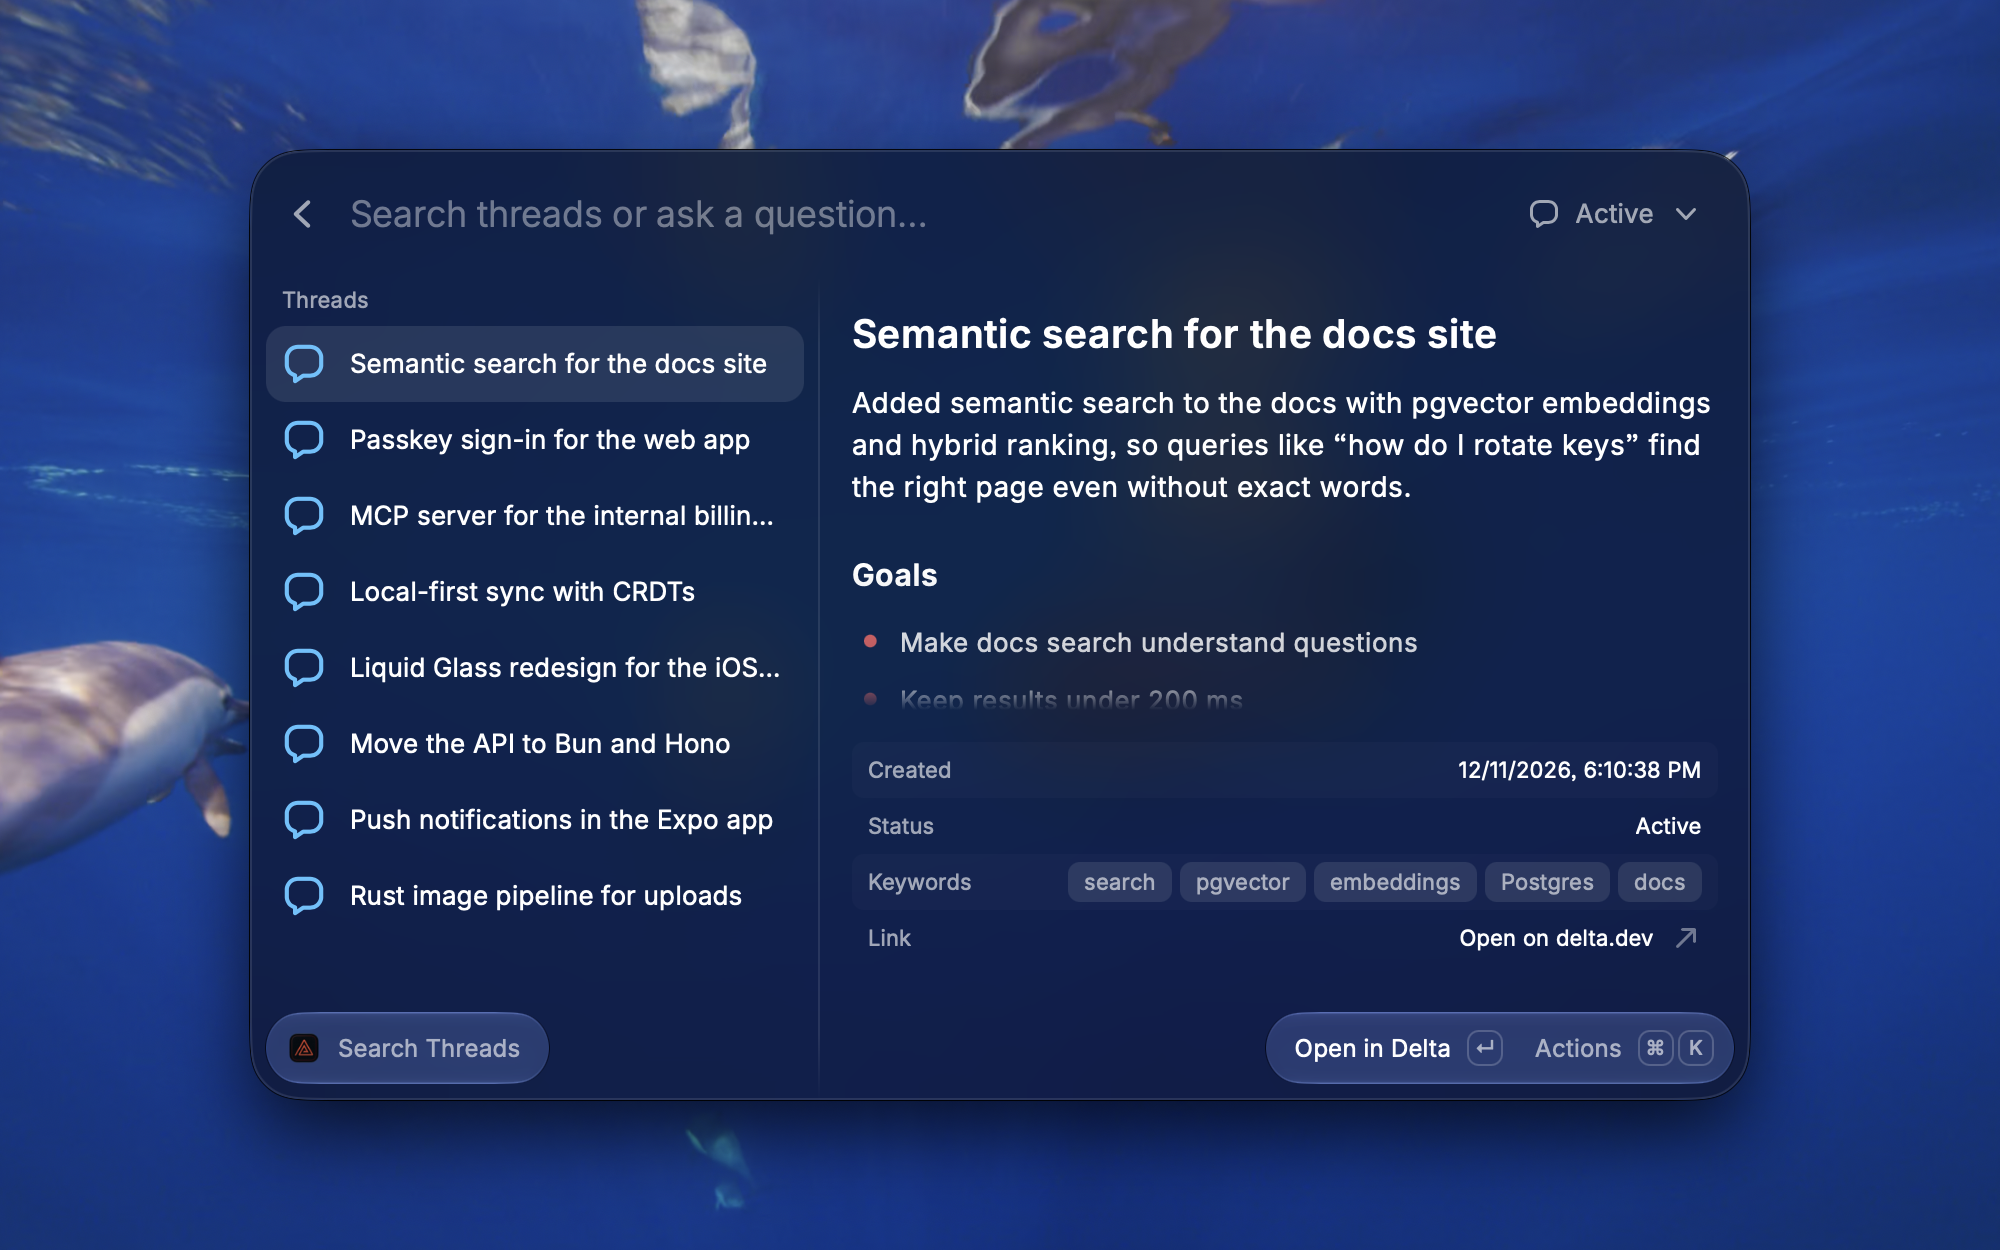 Search threads or ask a question...
Active
Threads
Semantic search for the docs site
Passkey sign-in for the web app
MCP server for the internal billin...
Local-first sync with CRDTs
Liquid Glass redesign for the iOS...
Move the API to Bun and Hono
Push notifications in the Expo app
Rust image pipeline for uploads
Semantic search for the docs site
Added semantic search to the docs with pgvector embeddings
and hybrid ranking, so queries like “how do I rotate keys” find
the right page even without exact words.
Goals
Make docs search understand questions
Keep results under 200 ms
Created 12/11/2026, 6:10:38 PM
Status Active
Keywords search pgvector embeddings Postgres docs
Link Open on delta.dev
Search Threads
Open in Delta Actions ⌘ K